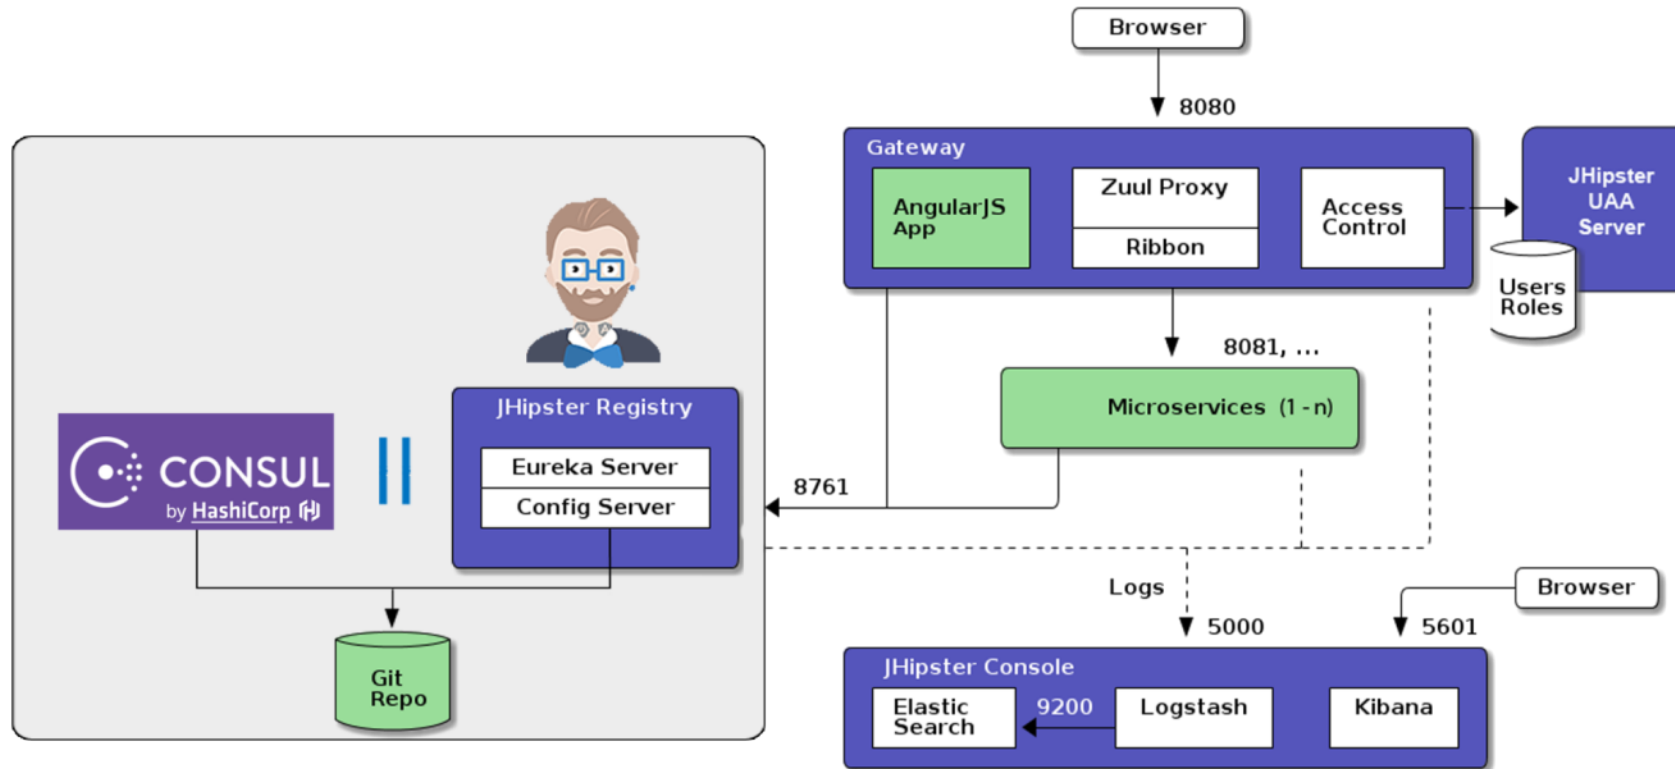 Browser
8080
Gateway
AngularJS
App
Zuul Proxy
Ribbon
Access
Control
JHipster
UAA
Server
Users
Roles
8081, ...
Microservices (1 - n)
JHipster Registry
Eureka Server
Config Server
CONSUL
by HashiCorp
8761
Git
Repo
Logs
Browser
5000
5601
JHipster Console
Elastic
Search
9200
Logstash
Kibana